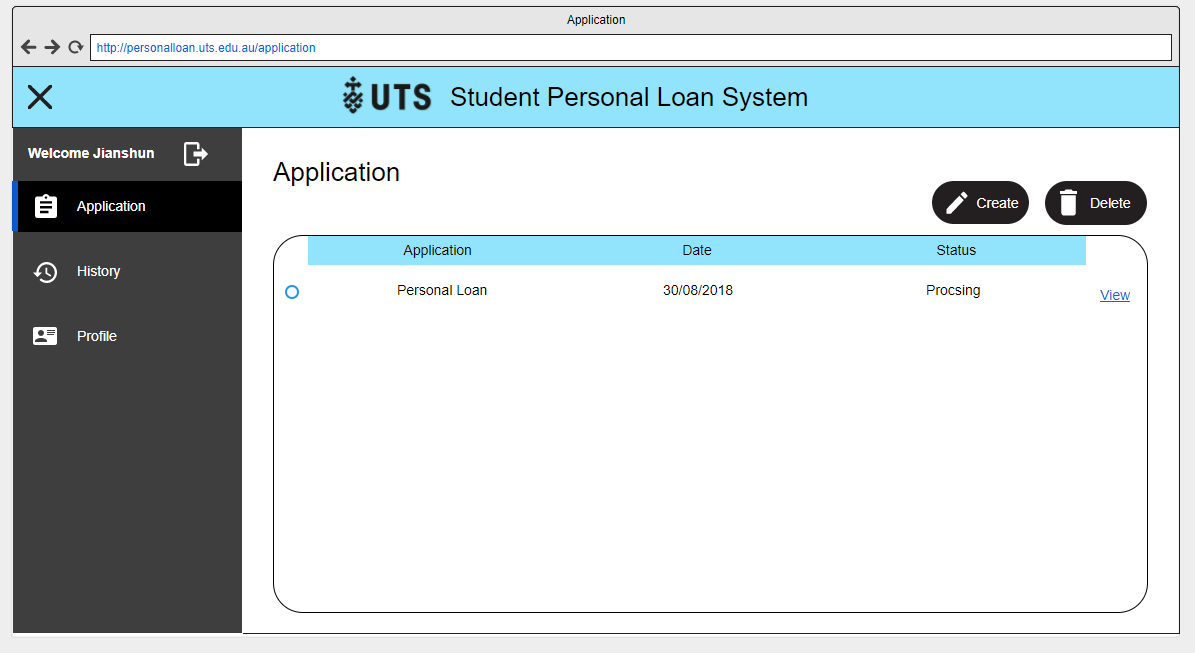 Application
http://personalloan.uts.edu.au/application
UTS Student Personal Loan System
Welcome Jianshun
Application
History
Profile
Application
Create Delete
Application Date Status
Personal Loan 30/08/2018 Procsing View